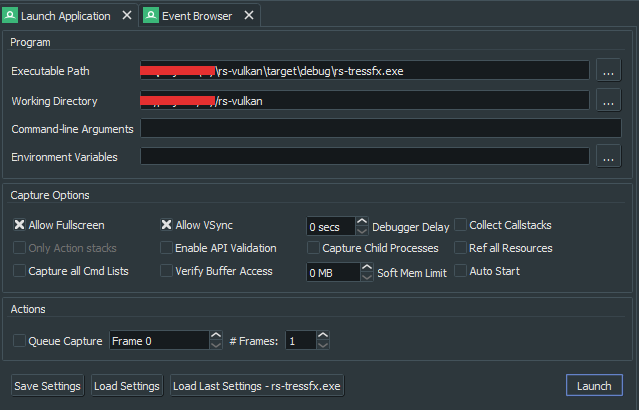 Launch Application Event Browser
Program
Executable Path /rs-vulkan\target\debug\rs-tressfx.exe ...
Working Directory /rs-vulkan ...
Command-line Arguments
Environment Variables ...
Capture Options
Allow Fullscreen Allow VSync 0 secs Debugger Delay Collect Callstacks
Only Action stacks Enable API Validation Capture Child Processes Ref all Resources
Capture all Cmd Lists Verify Buffer Access 0 MB Soft Mem Limit Auto Start
Actions
Queue Capture Frame 0 # Frames: 1
Save Settings Load Settings Load Last Settings - rs-tressfx.exe Launch